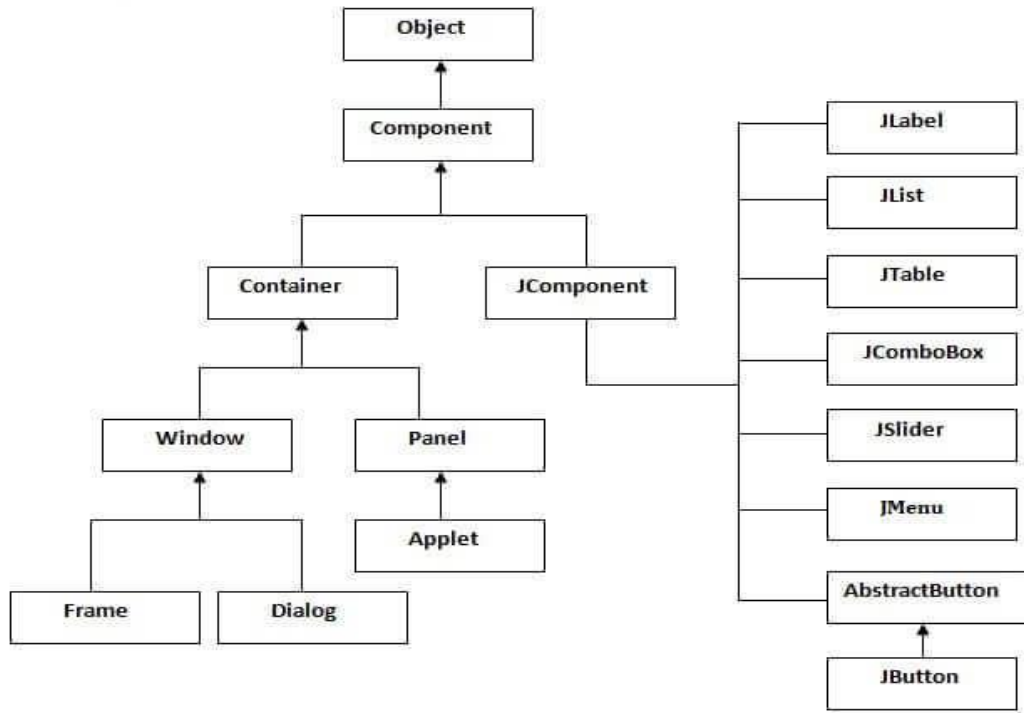 Object
Component
Container
JComponent
Window
Panel
Applet
Frame
Dialog
JLabel
JList
JTable
JComboBox
JSlider
JMenu
AbstractButton
JButton